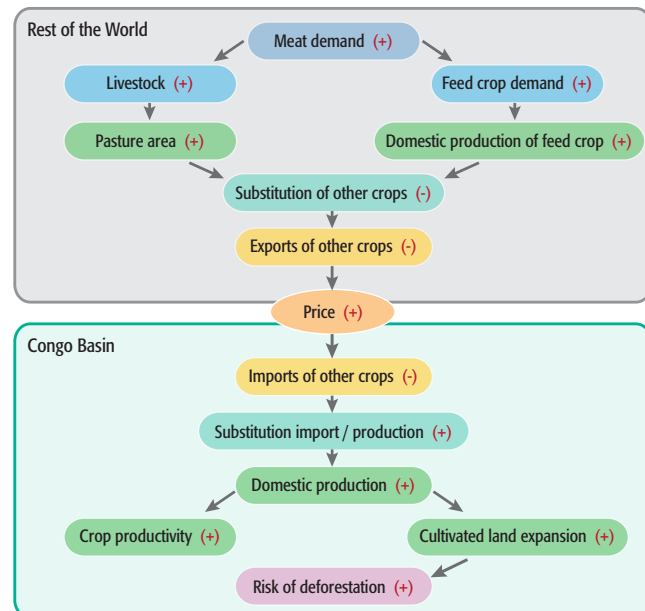 Rest of the World
Meat demand (+)
Livestock (+)
Feed crop demand (+)
Pasture area (+)
Domestic production of feed crop (+)
Substitution of other crops (-)
Exports of other crops (-)
Price (+)
Congo Basin
Imports of other crops (-)
Substitution import / production (+)
Domestic production (+)
Crop productivity (+)
Cultivated land expansion (+)
Risk of deforestation (+)